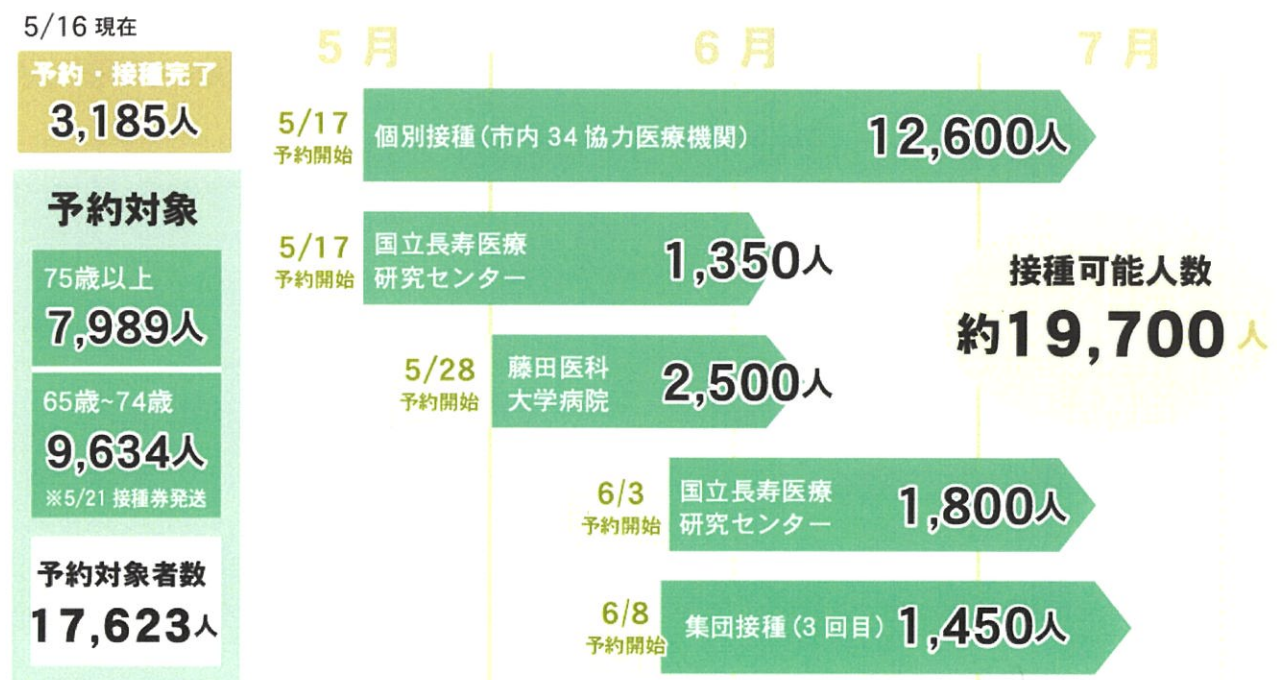 5/16 現在
予約・接種完了
3,185人
予約対象
75歳以上
7,989人
65歳~74歳
9,634人
※5/21 接種券発送
予約対象者数
17,623人
5月
6月
7月
5/17
予約開始
個別接種(市内34協力医療機関)
12,600人
5/17
予約開始
国立長寿医療
研究センター
1,350人
5/28
予約開始
藤田医科
大学病院
2,500人
6/3
予約開始
国立長寿医療
研究センター
1,800人
6/8
予約開始
集団接種(3回目)
1,450人
接種可能人数
約19,700人